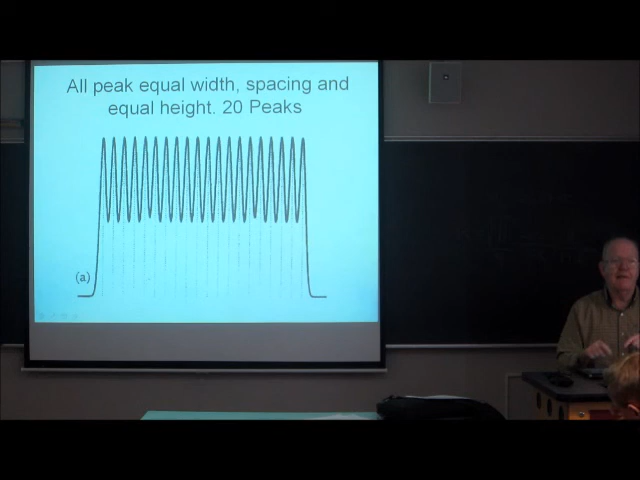 All peak equal width, spacing and
equal height. 20 Peaks
(a)